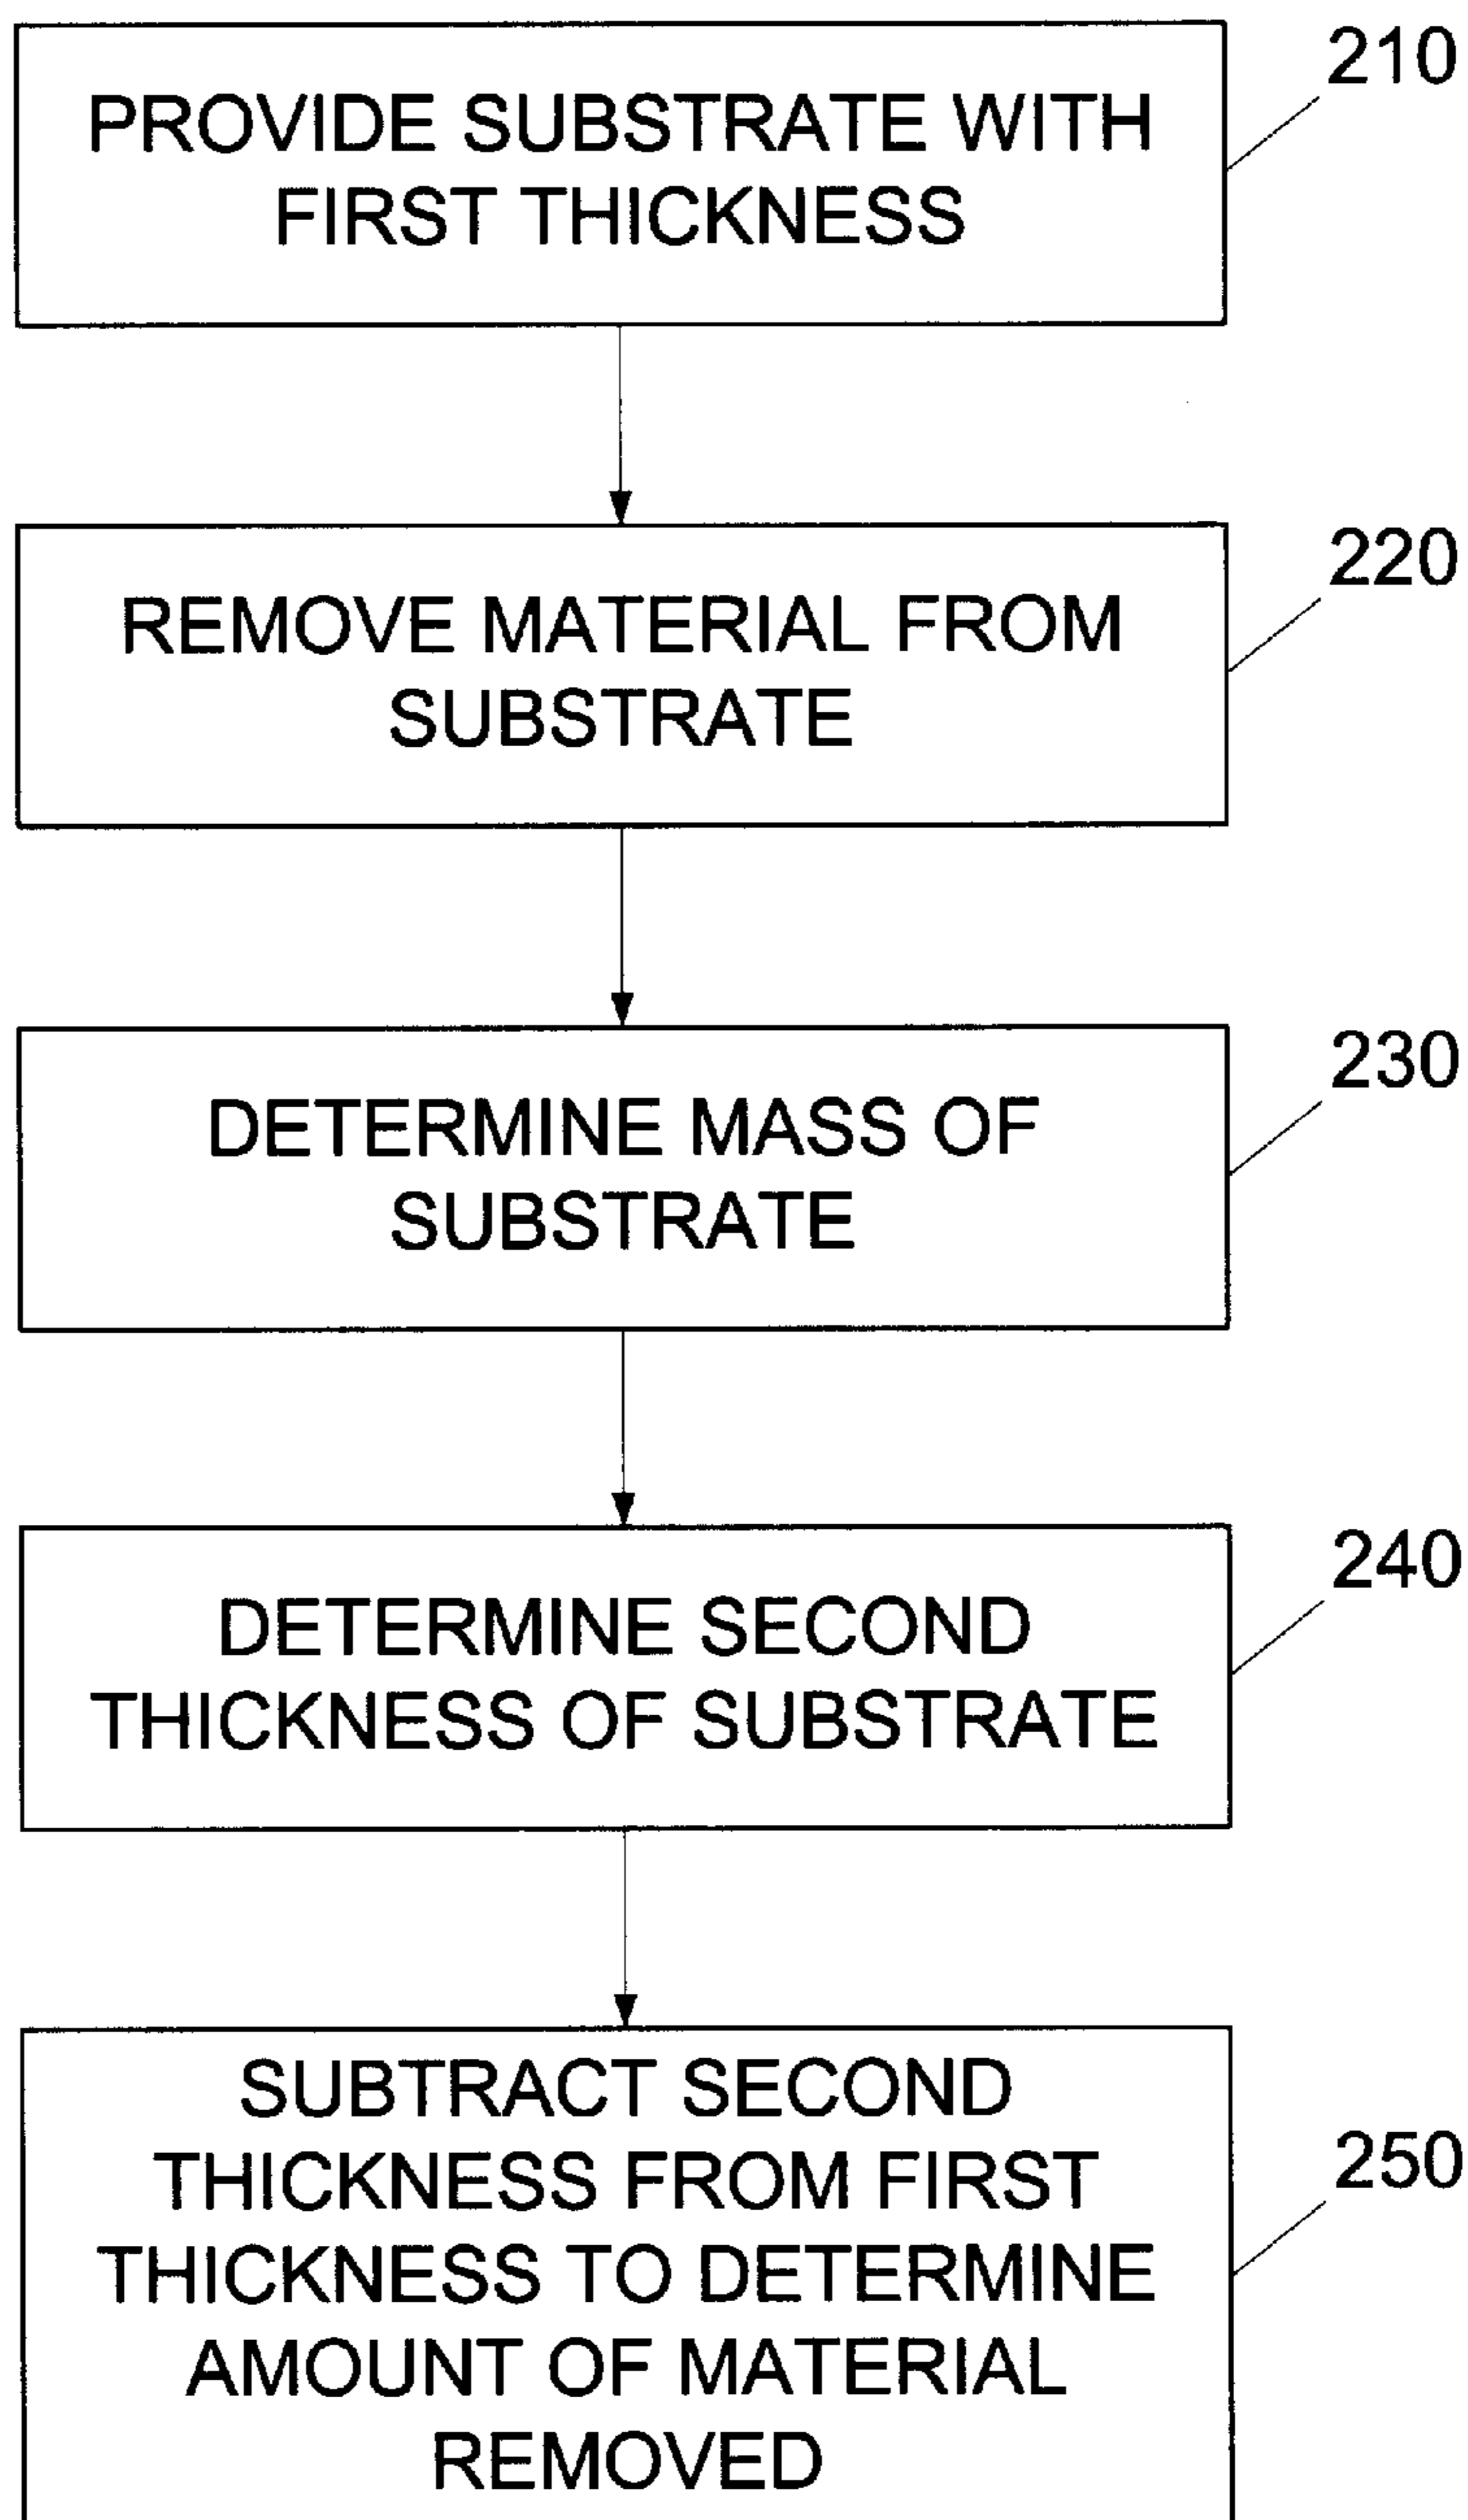 210
PROVIDE SUBSTRATE WITH
FIRST THICKNESS
220
REMOVE MATERIAL FROM
SUBSTRATE
230
DETERMINE MASS OF
SUBSTRATE
240
DETERMINE SECOND
THICKNESS OF SUBSTRATE
250
SUBTRACT SECOND
THICKNESS FROM FIRST
THICKNESS TO DETERMINE
AMOUNT OF MATERIAL
REMOVED